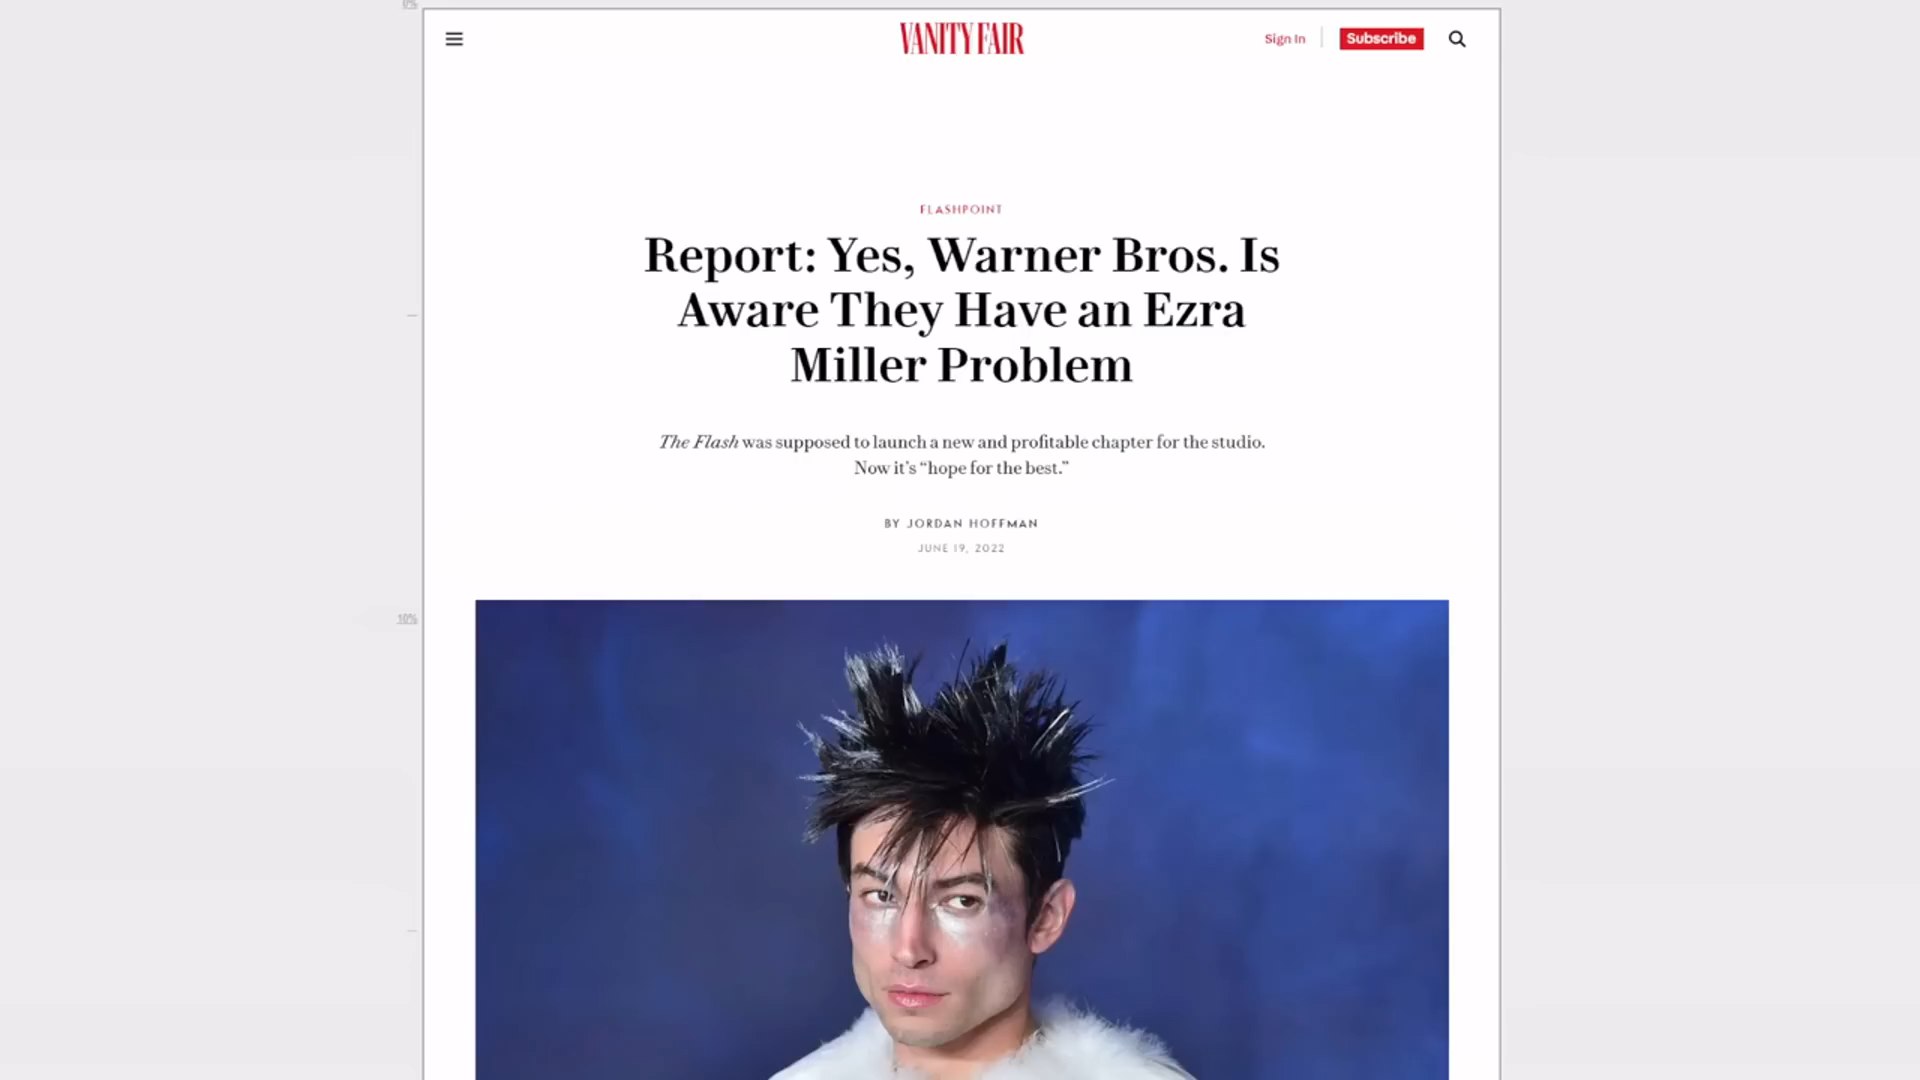 0%
VANITY FAIR
Sign In
Subscribe
FLASHPOINT
Report: Yes, Warner Bros. Is
Aware They Have an Ezra
Miller Problem
The Flash was supposed to launch a new and profitable chapter for the studio.
Now it's “hope for the best.”
BY JORDAN HOFFMAN
JUNE 19, 2022
10%